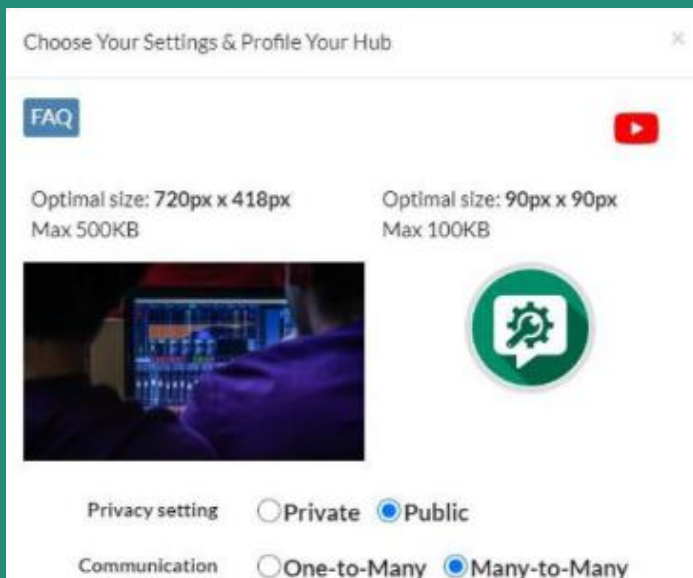 Choose Your Settings & Profile Your Hub
×
FAQ
Optimal size: 720px x 418px
Max 500KB
Optimal size: 90px x 90px
Max 100KB
Privacy setting Private Public
Communication One-to-Many Many-to-Many